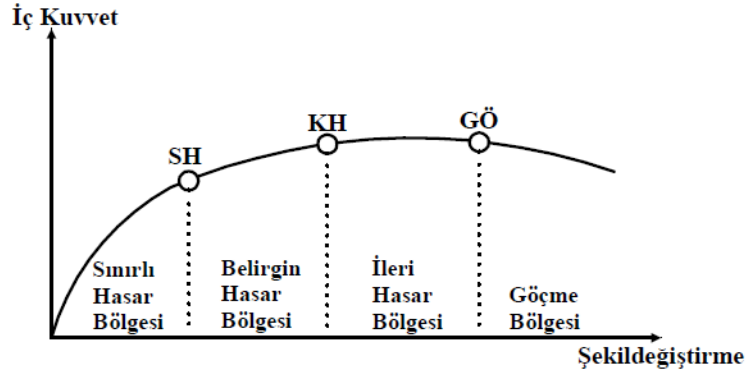 İç Kuvvet
SH
KH
GÖ
Sınırlı
Hasar
Bölgesi
Belirgin
Hasar
Bölgesi
İleri
Hasar
Bölgesi
Göçme
Bölgesi
Şekildeğiştirme